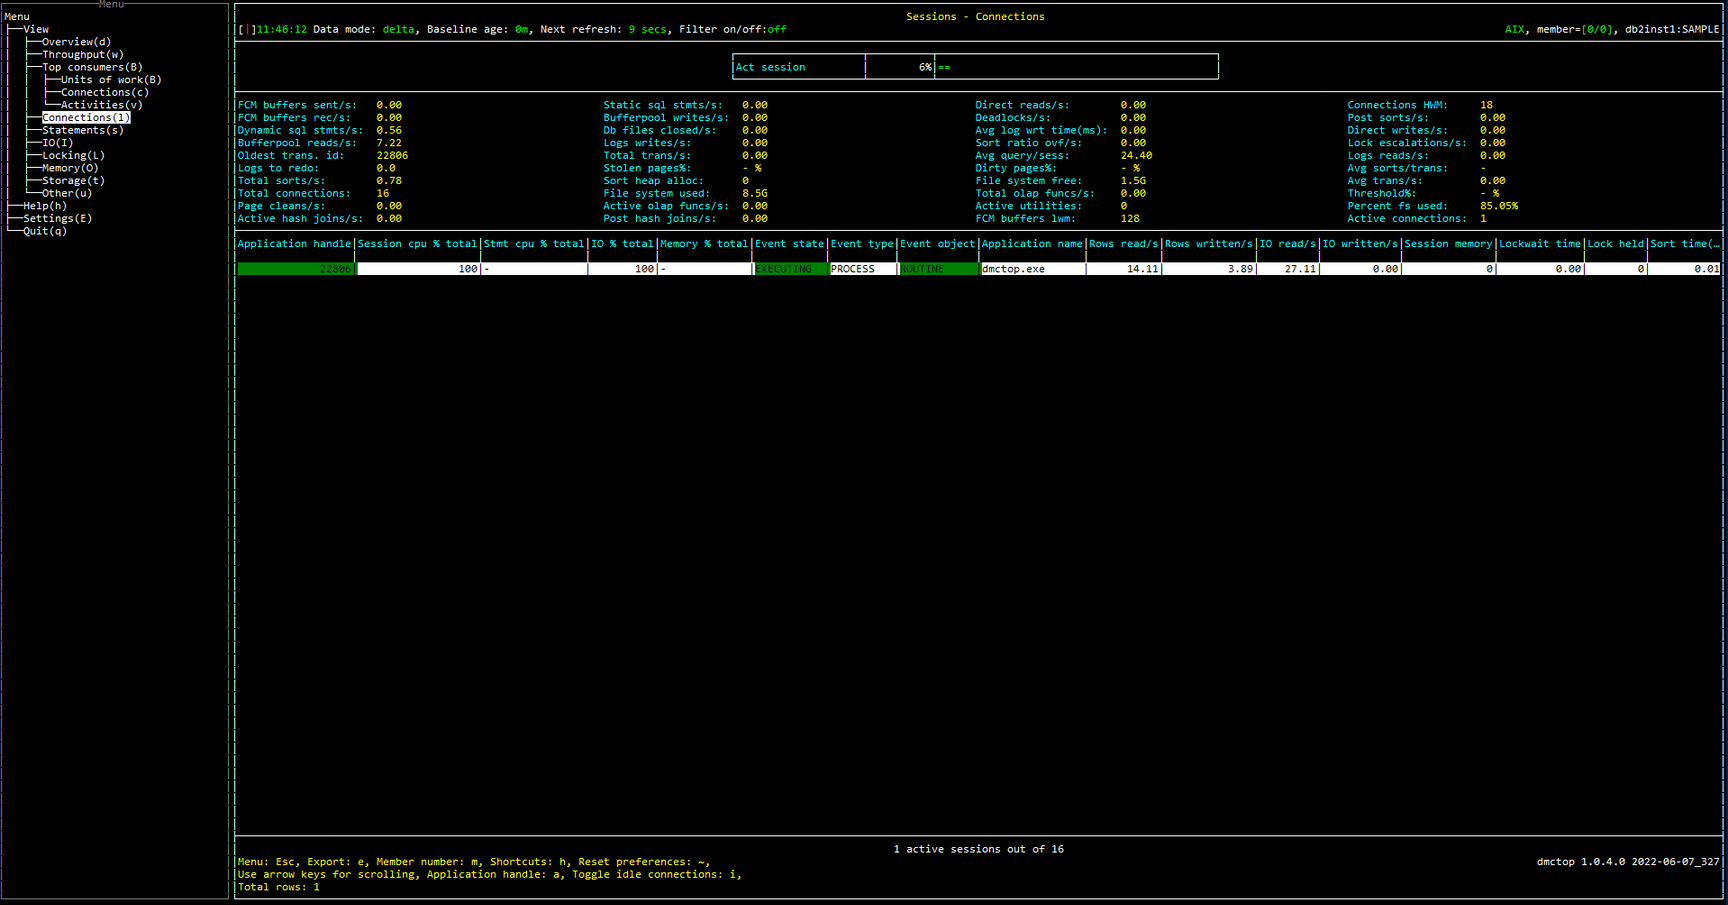 Menu
Menu
View
Overview(d)
Throughput(w)
Top consumers(B)
Units of work(B)
Connections(c)
Activities(v)
Connections(l)
Statements(s)
IO(I)
Locking(L)
Memory(O)
Storage(t)
Other(u)
Help(h)
Settings(E)
Quit(q)
Sessions - Connections
[|]11:46:12 Data mode: delta, Baseline age: 0m, Next refresh: 9 secs, Filter on/off:off AIX, member=[0/0], db2inst1:SAMPLE
Act session 6% ==
FCM buffers sent/s: 0.00 Static sql stmts/s: 0.00 Direct reads/s: 0.00 Connections HWM: 18
FCM buffers rec/s: 0.00 Bufferpool writes/s: 0.00 Deadlocks/s: 0.00 Post sorts/s: 0.00
Dynamic sql stmts/s: 0.56 Db files closed/s: 0.00 Avg log wrt time(ms): 0.00 Direct writes/s: 0.00
Bufferpool reads/s: 7.22 Logs writes/s: 0.00 Sort ratio ovf/s: 0.00 Lock escalations/s: 0.00
Oldest trans. id: 22806 Total trans/s: 0.00 Avg query/sess: 24.40 Logs reads/s: 0.00
Logs to redo: 0.0 Stolen pages%: - % Dirty pages%: - % Avg sorts/trans: -
Total sorts/s: 0.78 Sort heap alloc: 0 File system free: 1.5G Avg trans/s: 0.00
Total connections: 16 File system used: 8.5G Total olap funcs/s: 0.00 Threshold%: - %
Page cleans/s: 0.00 Active olap funcs/s: 0.00 Active utilities: 0 Percent fs used: 85.05%
Active hash joins/s: 0.00 Post hash joins/s: 0.00 FCM buffers lwm: 128 Active connections: 1
Application handle Session cpu % total Stmt cpu % total IO % total Memory % total Event state Event type Event object Application name Rows read/s Rows written/s IO read/s IO written/s Session memory Lockwait time Lock held Sort time(…
22806 100 - 100 - EXECUTING PROCESS ROUTINE dmctop.exe 14.11 3.89 27.11 0.00 0 0.00 0 0.01
1 active sessions out of 16
Menu: Esc, Export: e, Member number: m, Shortcuts: h, Reset preferences: ~, dmctop 1.0.4.0 2022-06-07_327
Use arrow keys for scrolling, Application handle: a, Toggle idle connections: i,
Total rows: 1